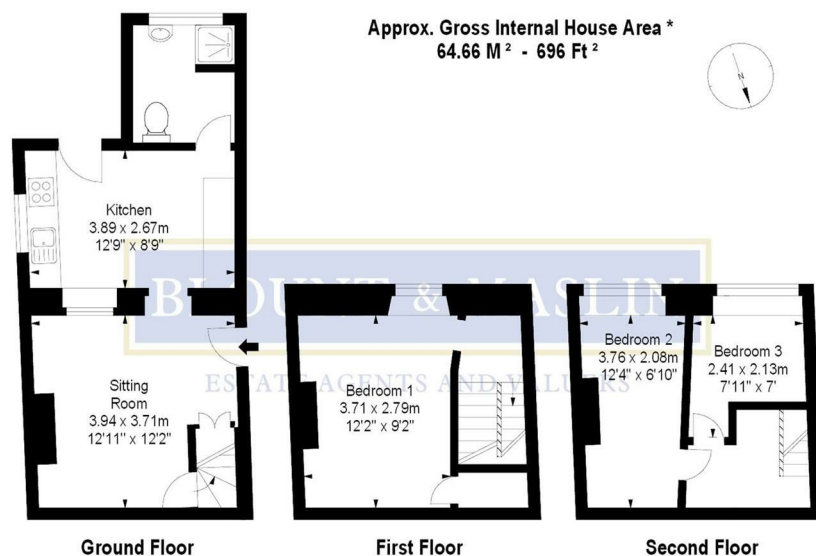 Approx. Gross Internal House Area *
64.66 M ² - 696 Ft ²
N
Kitchen
3.89 x 2.67m
12'9" x 8'9"
BLOUNT & MASLIN
ESTATE AGENTS AND VALUERS
Sitting
Room
3.94 x 3.71m
12'11" x 12'2"
Bedroom 1
3.71 x 2.79m
12'2" x 9'2"
Bedroom 2
3.76 x 2.08m
12'4" x 6'10"
Bedroom 3
2.41 x 2.13m
7'11" x 7'
Ground Floor
First Floor
Second Floor